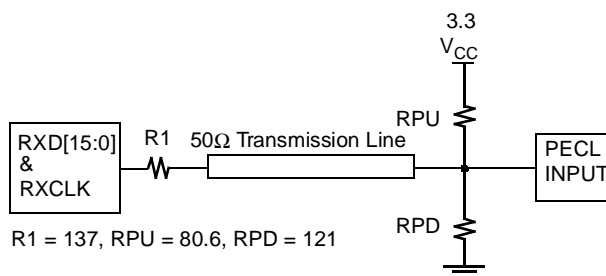 3.3
VCC
RPU
RXD[15:0]
&
RXCLK
R1
50Ω Transmission Line
PECL
INPUT
RPD
R1 = 137, RPU = 80.6, RPD = 121